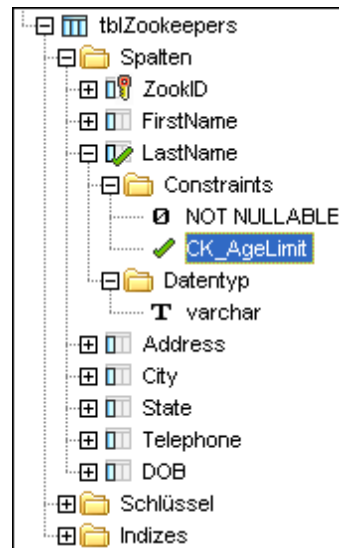 tblZookeepers
Spalten
ZookID
FirstName
LastName
Constraints
NOT NULLABLE
CK_AgeLimit
Datentyp
T varchar
Address
City
State
Telephone
DOB
Schlüssel
Indizes